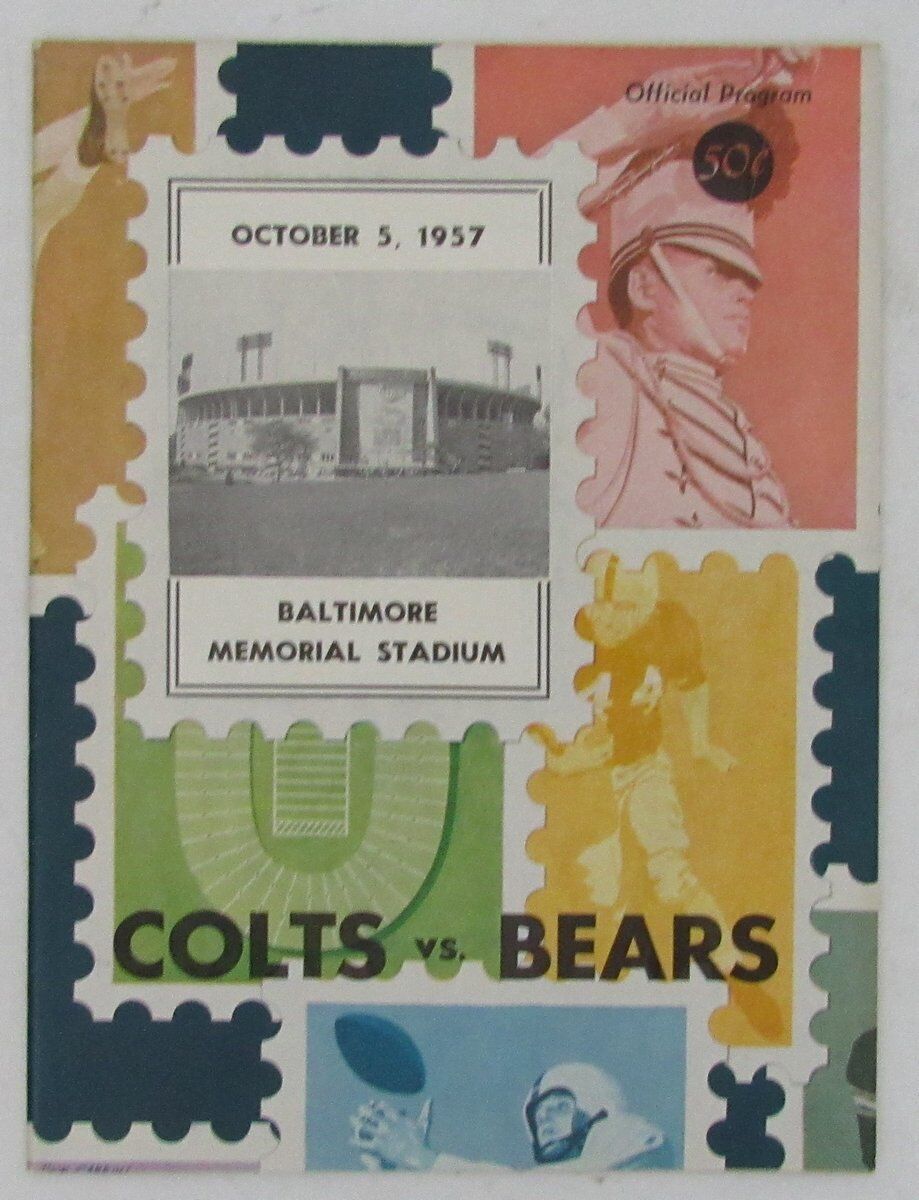 Official Program
50¢
OCTOBER 5, 1957
BALTIMORE
MEMORIAL STADIUM
COLTS vs. BEARS